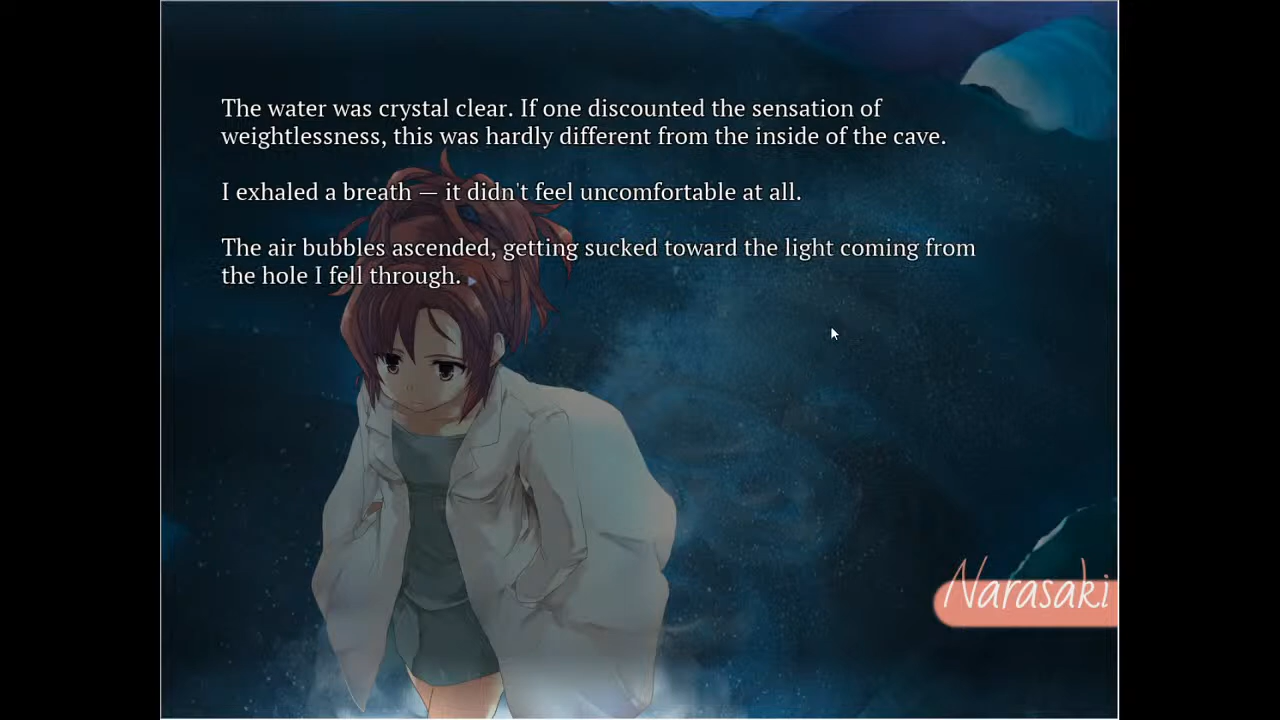 The water was crystal clear. If one discounted the sensation of
weightlessness, this was hardly different from the inside of the cave.
I exhaled a breath — it didn't feel uncomfortable at all.
The air bubbles ascended, getting sucked toward the light coming from
the hole I fell through.
Narasaki